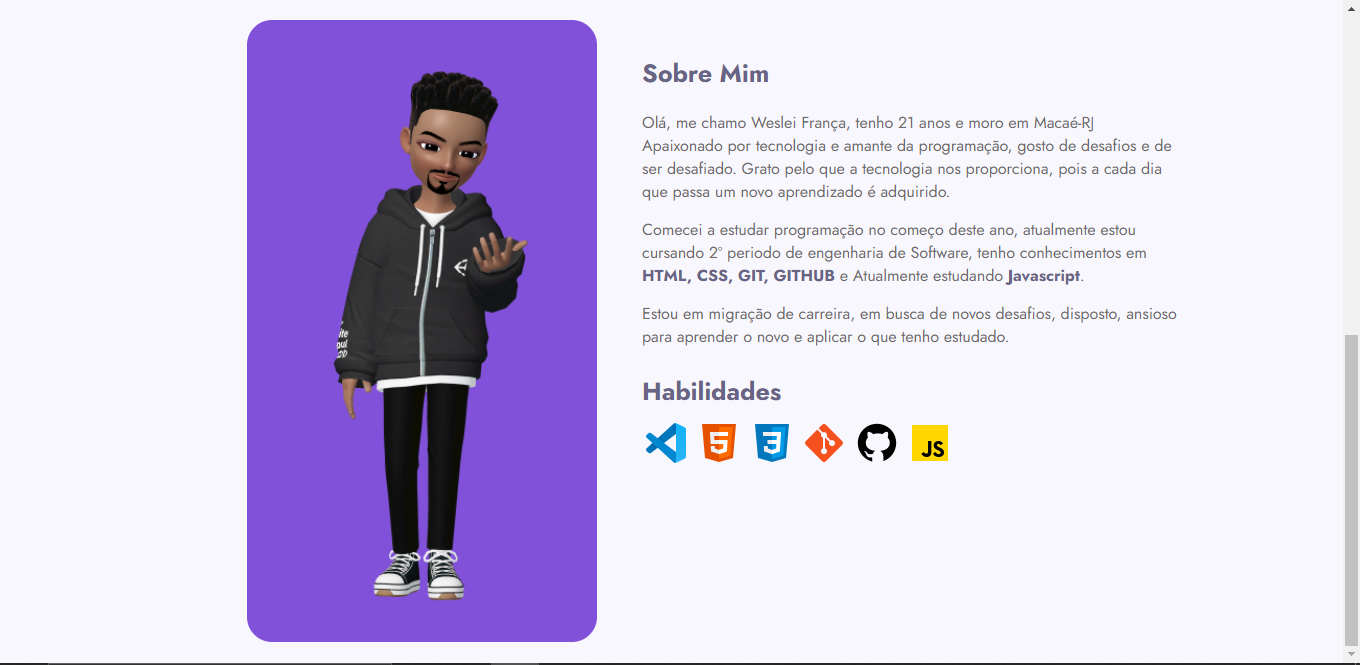 Sobre Mim
Olá, me chamo Weslei França, tenho 21 anos e moro em Macaé-RJ
Apaixonado por tecnologia e amante da programação, gosto de desafios e de
ser desafiado. Grato pelo que a tecnologia nos proporciona, pois a cada dia
que passa um novo aprendizado é adquirido.
Comecei a estudar programação no começo deste ano, atualmente estou
cursando 2° periodo de engenharia de Software, tenho conhecimentos em
HTML, CSS, GIT, GITHUB e Atualmente estudando Javascript.
Estou em migração de carreira, em busca de novos desafios, disposto, ansioso
para aprender o novo e aplicar o que tenho estudado.
Habilidades
5 3 JS